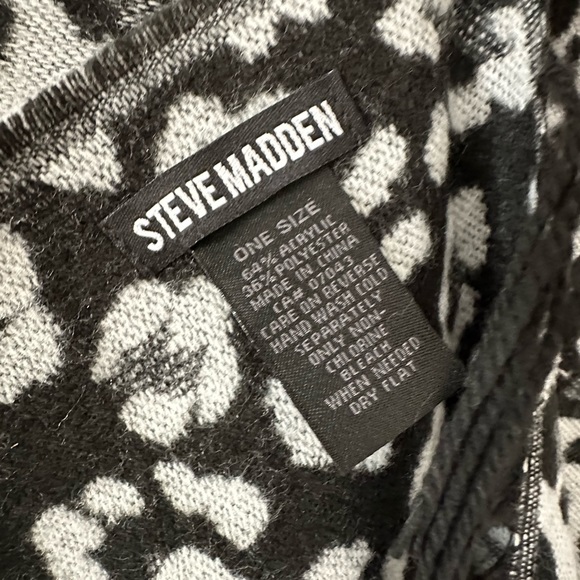 STEVE MADDEN
ONE SIZE
64% ACRYLIC
36% POLYESTER
MADE IN CHINA
CA# 07043
CARE ON REVERSE
HAND WASH COLD
SEPARATELY
ONLY NON-
CHLORINE
BLEACH
WHEN NEEDED
DRY FLAT